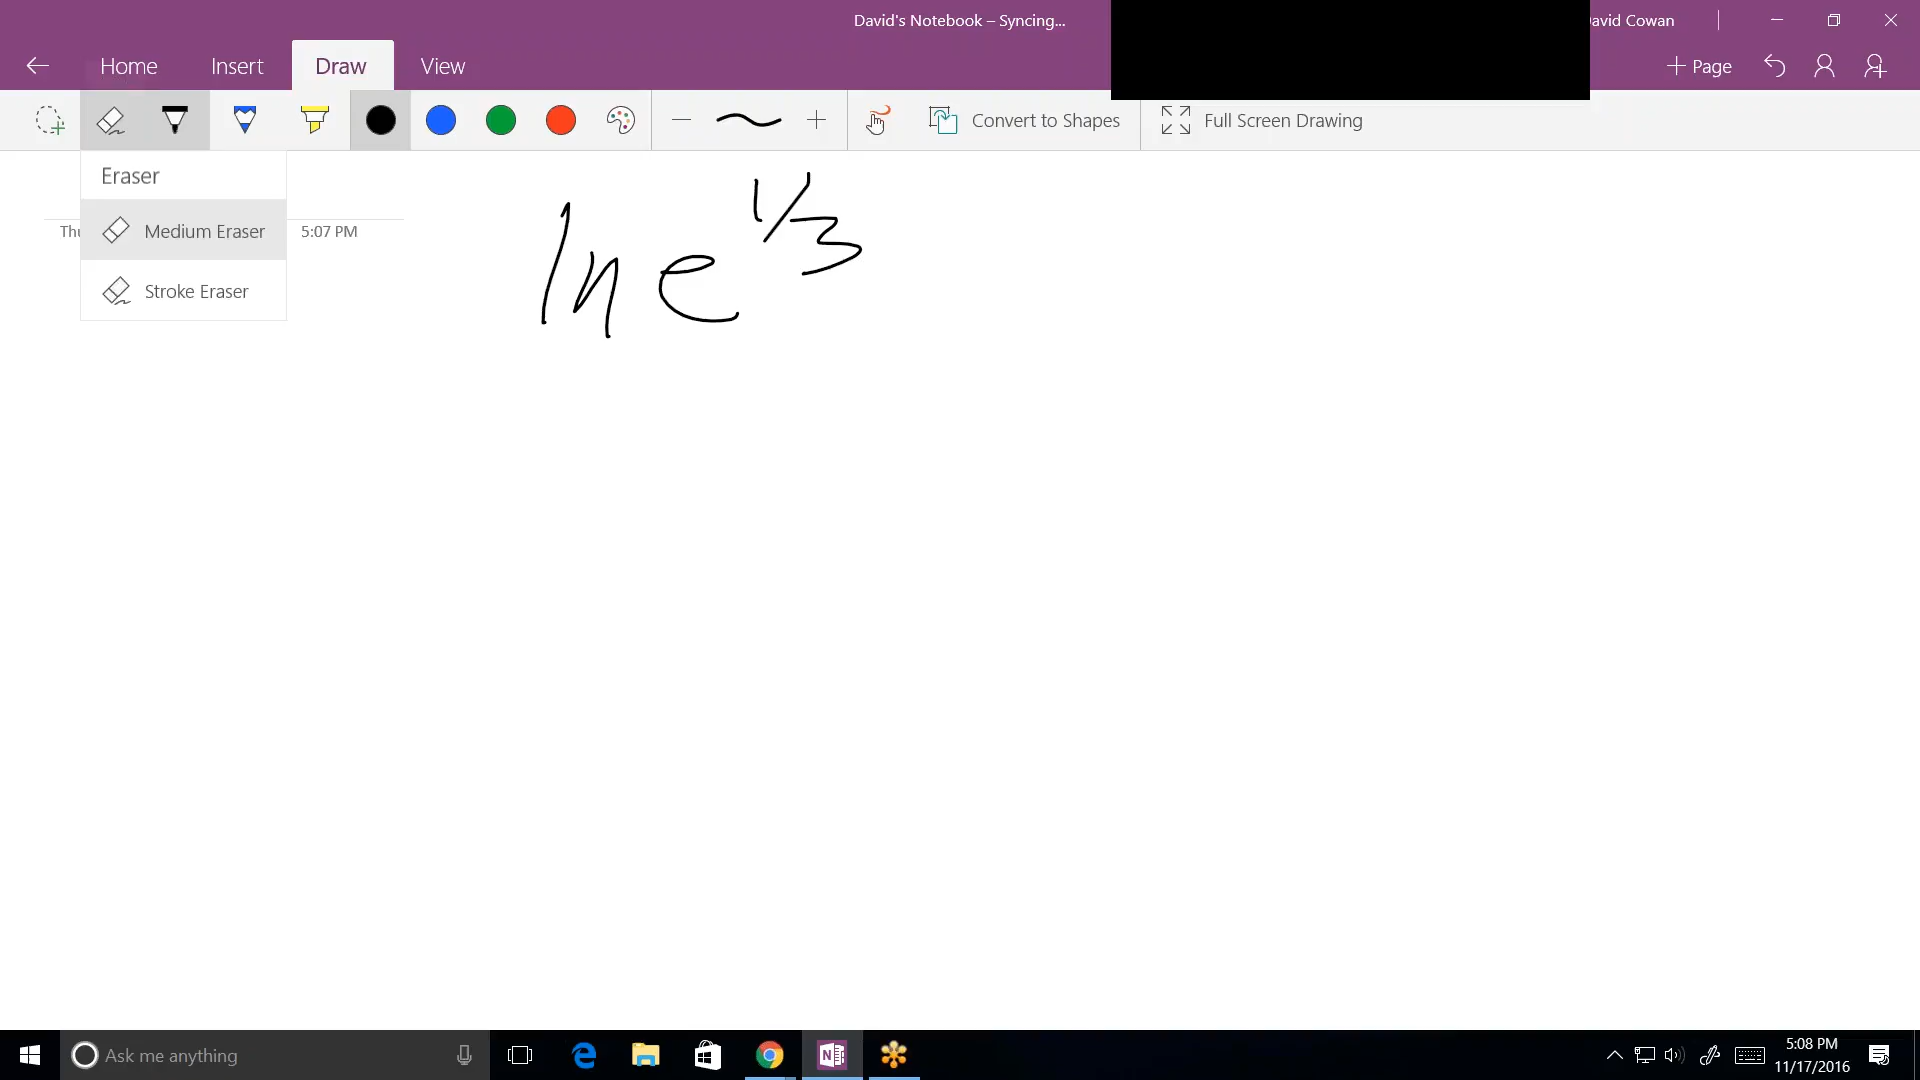 David's Notebook – Syncing...
avid Cowan
Home Insert Draw View
Page
Convert to Shapes
Full Screen Drawing
Eraser
Medium Eraser
Stroke Eraser
Thu
5:07 PM
ln e^1/3
Ask me anything
5:08 PM
11/17/2016